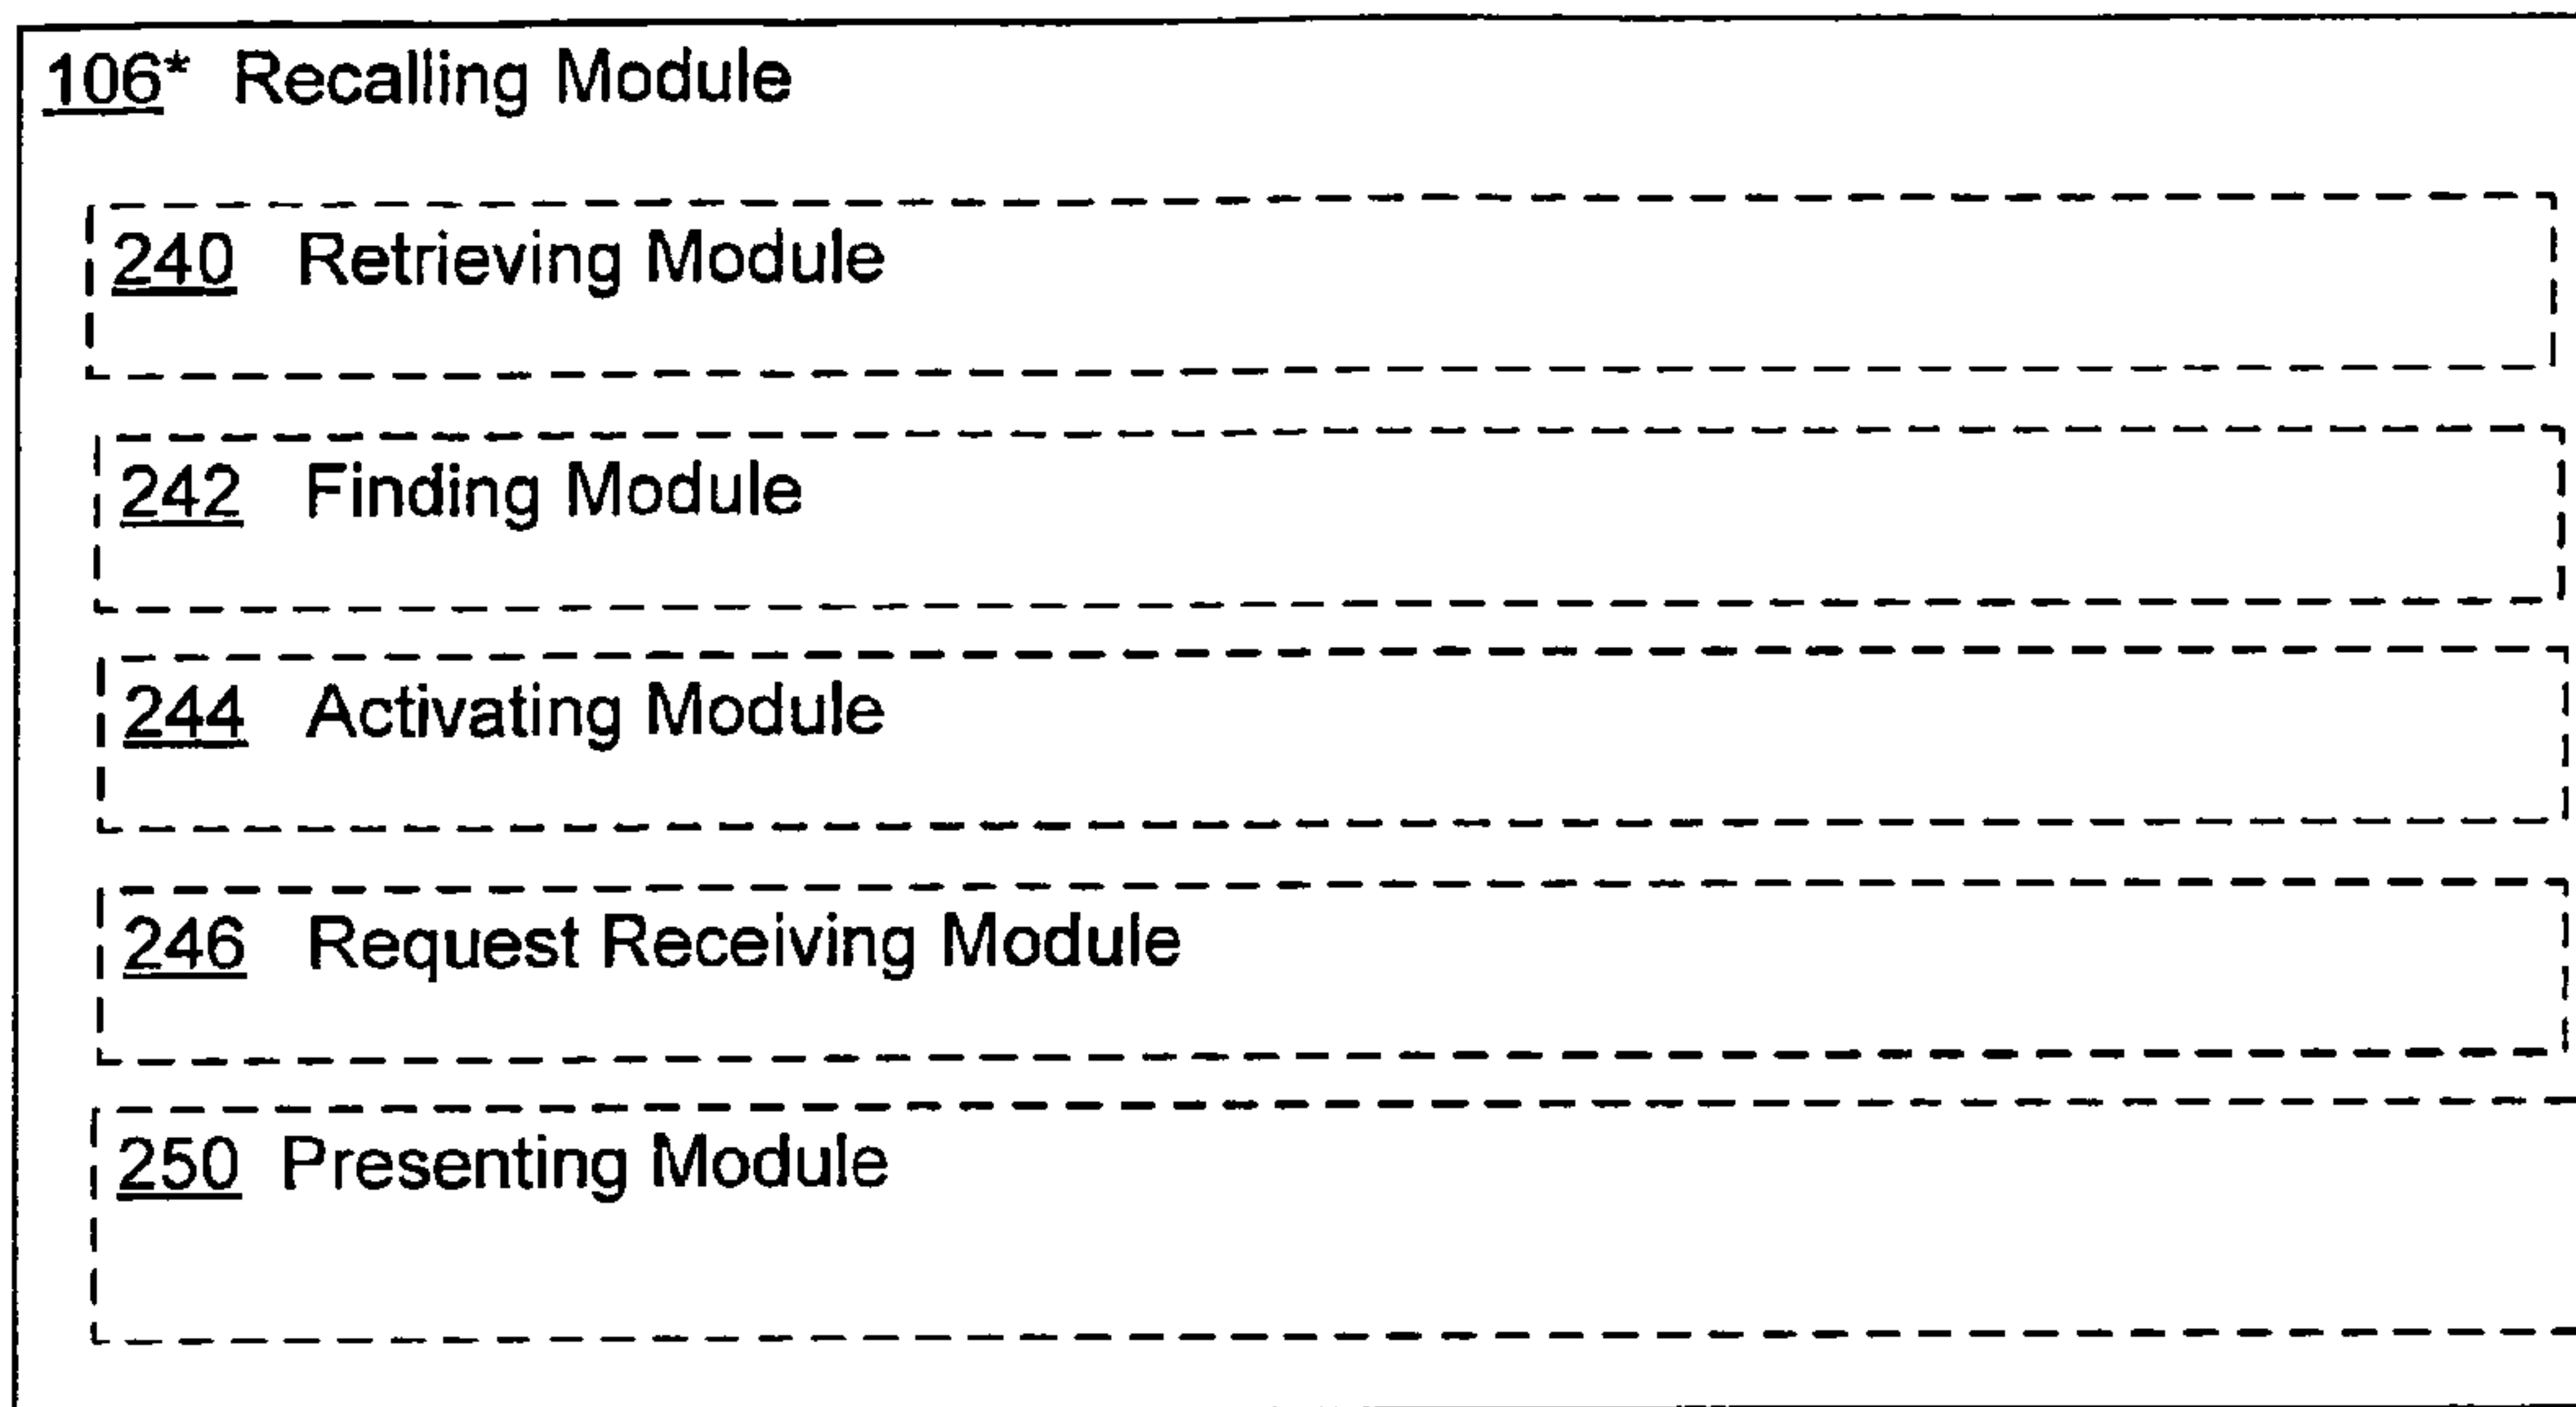 106* Recalling Module
240 Retrieving Module
242 Finding Module
244 Activating Module
246 Request Receiving Module
250 Presenting Module